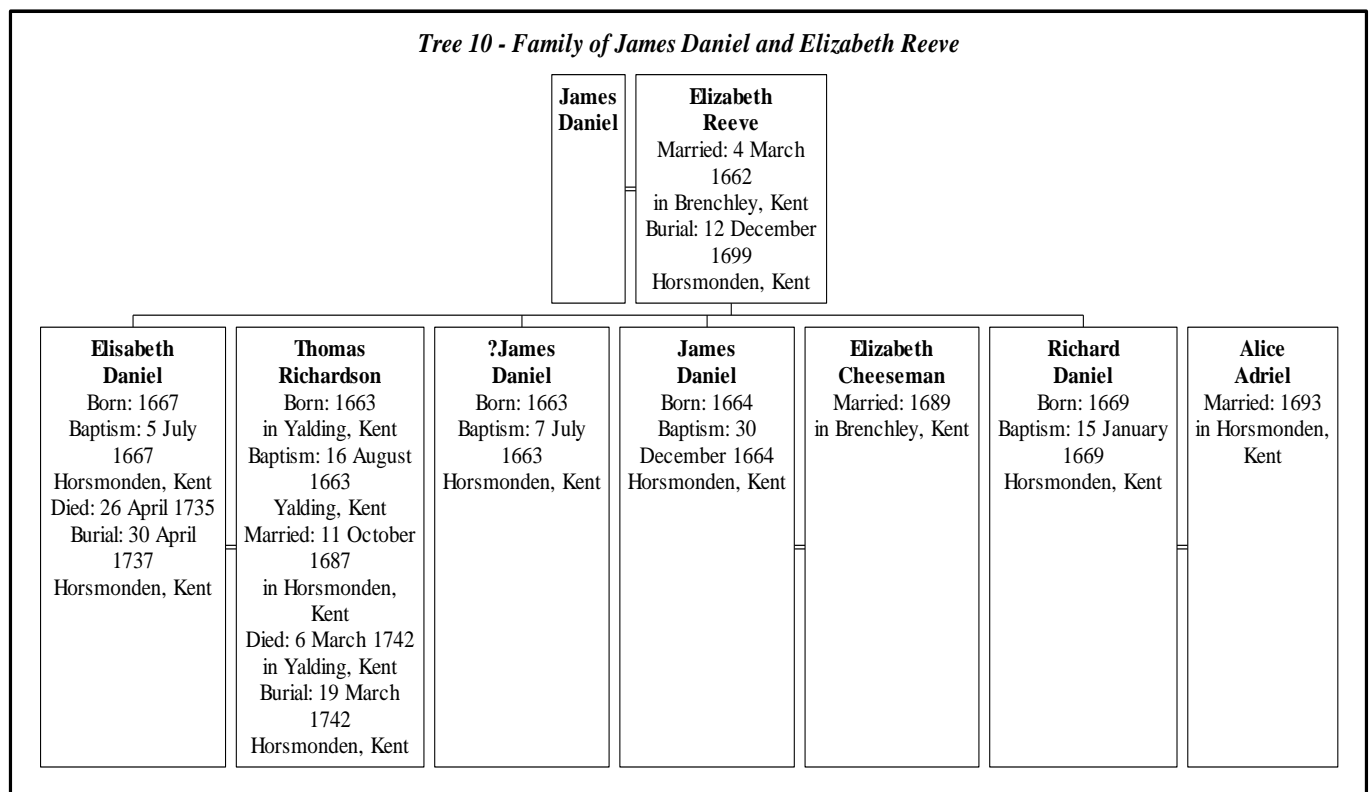 Tree 10 - Family of James Daniel and Elizabeth Reeve
James
Daniel
Elizabeth
Reeve
Married: 4 March
1662
in Brenchley, Kent
Burial: 12 December
1699
Horsmonden, Kent
Elisabeth
Daniel
Born: 1667
Baptism: 5 July
1667
Horsmonden, Kent
Died: 26 April 1735
Burial: 30 April
1737
Horsmonden, Kent
Thomas
Richardson
Born: 1663
in Yalding, Kent
Baptism: 16 August
1663
Yalding, Kent
Married: 11 October
1687
in Horsmonden,
Kent
Died: 6 March 1742
in Yalding, Kent
Burial: 19 March
1742
Horsmonden, Kent
?James
Daniel
Born: 1663
Baptism: 7 July
1663
Horsmonden, Kent
James
Daniel
Born: 1664
Baptism: 30
December 1664
Horsmonden, Kent
Elizabeth
Cheeseman
Married: 1689
in Brenchley, Kent
Richard
Daniel
Born: 1669
Baptism: 15 January
1669
Horsmonden, Kent
Alice
Adriel
Married: 1693
in Horsmonden,
Kent